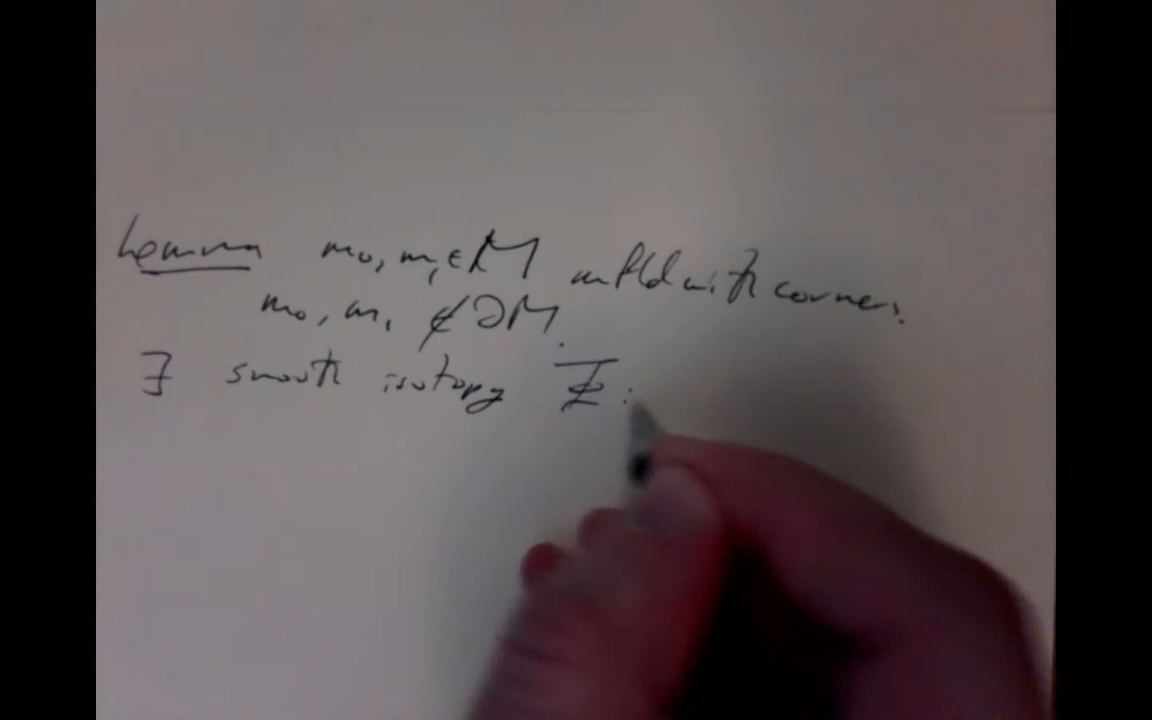 Lemma m₀, m₁ ∈ M mfld with corners.
m₀, m₁ ∉ ∂M.
∃ smooth isotopy Φ :